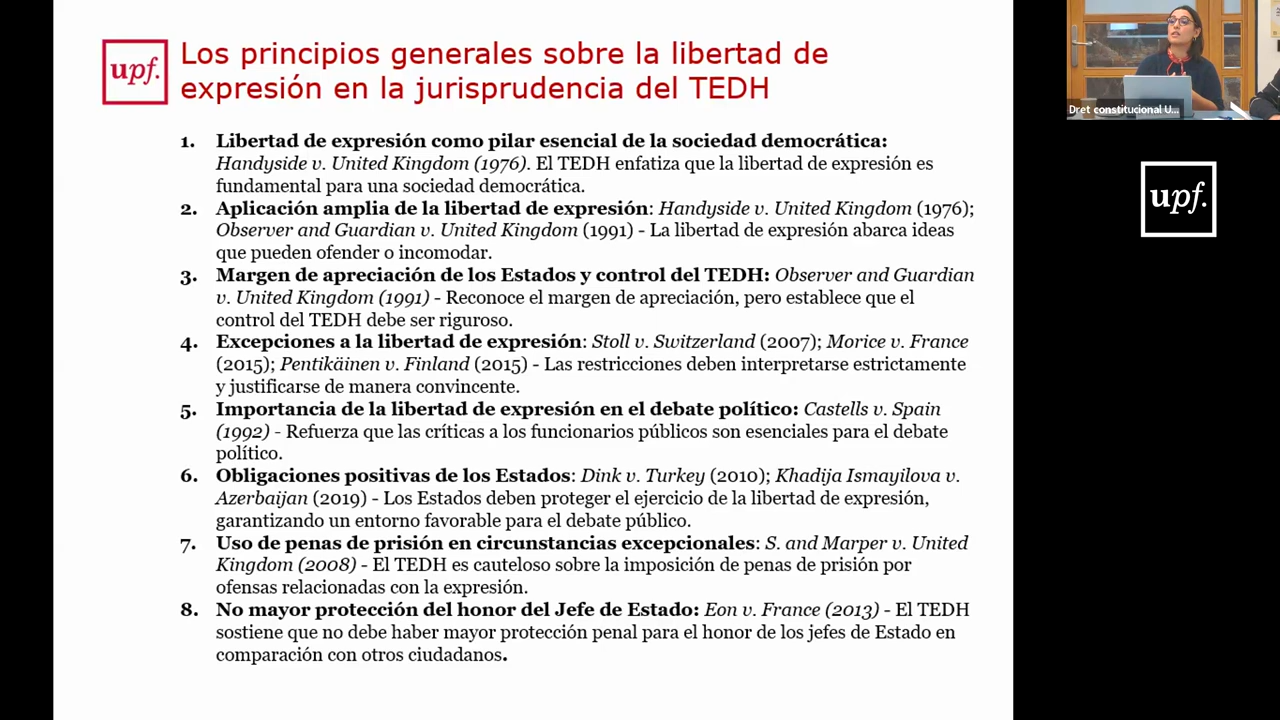 upf.
Los principios generales sobre la libertad de
expresión en la jurisprudencia del TEDH
1. Libertad de expresión como pilar esencial de la sociedad democrática:
Handyside v. United Kingdom (1976). El TEDH enfatiza que la libertad de expresión es
fundamental para una sociedad democrática.
2. Aplicación amplia de la libertad de expresión: Handyside v. United Kingdom (1976);
Observer and Guardian v. United Kingdom (1991) - La libertad de expresión abarca ideas
que pueden ofender o incomodar.
3. Margen de apreciación de los Estados y control del TEDH: Observer and Guardian
v. United Kingdom (1991) - Reconoce el margen de apreciación, pero establece que el
control del TEDH debe ser riguroso.
4. Excepciones a la libertad de expresión: Stoll v. Switzerland (2007); Morice v. France
(2015); Pentikäinen v. Finland (2015) - Las restricciones deben interpretarse estrictamente
y justificarse de manera convincente.
5. Importancia de la libertad de expresión en el debate político: Castells v. Spain
(1992) - Refuerza que las críticas a los funcionarios públicos son esenciales para el debate
político.
6. Obligaciones positivas de los Estados: Dink v. Turkey (2010); Khadija Ismayilova v.
Azerbaijan (2019) - Los Estados deben proteger el ejercicio de la libertad de expresión,
garantizando un entorno favorable para el debate público.
7. Uso de penas de prisión en circunstancias excepcionales: S. and Marper v. United
Kingdom (2008) - El TEDH es cauteloso sobre la imposición de penas de prisión por
ofensas relacionadas con la expresión.
8. No mayor protección del honor del Jefe de Estado: Eon v. France (2013) - El TEDH
sostiene que no debe haber mayor protección penal para el honor de los jefes de Estado en
comparación con otros ciudadanos.
Dret constitucional U...
upf.